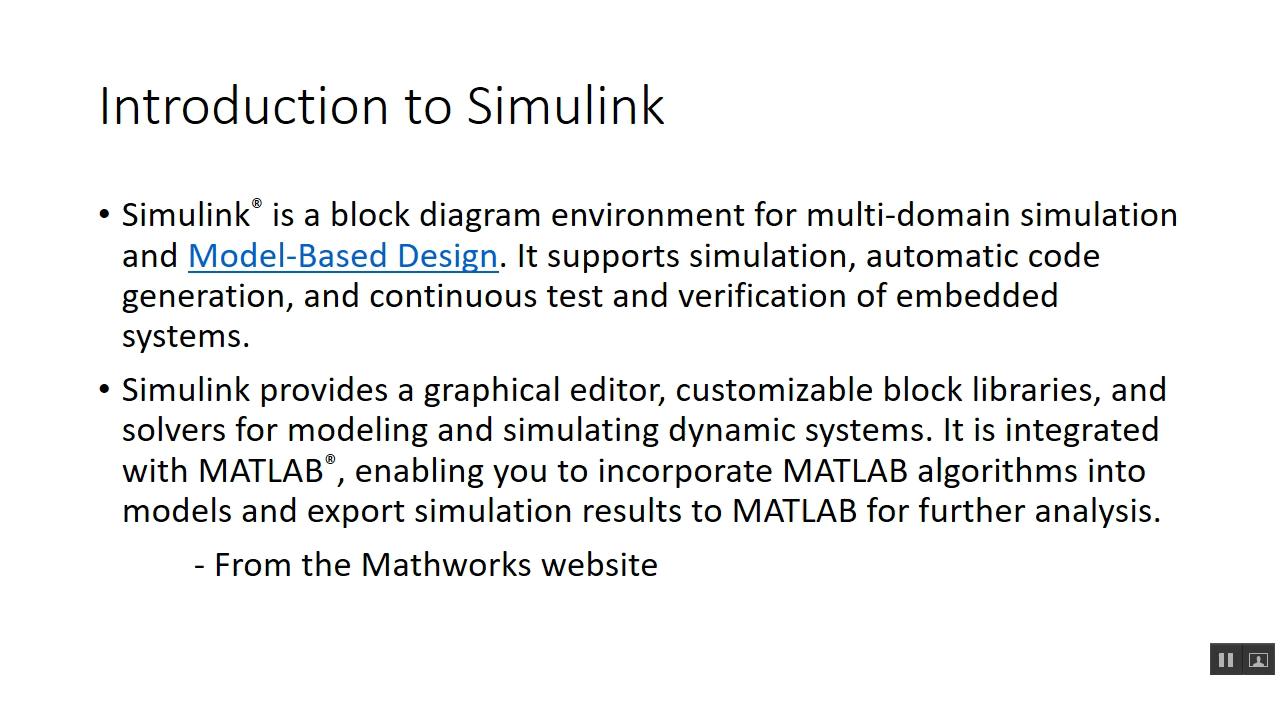 Introduction to Simulink
• Simulink® is a block diagram environment for multi-domain simulation
and Model-Based Design. It supports simulation, automatic code
generation, and continuous test and verification of embedded
systems.
• Simulink provides a graphical editor, customizable block libraries, and
solvers for modeling and simulating dynamic systems. It is integrated
with MATLAB®, enabling you to incorporate MATLAB algorithms into
models and export simulation results to MATLAB for further analysis.
- From the Mathworks website